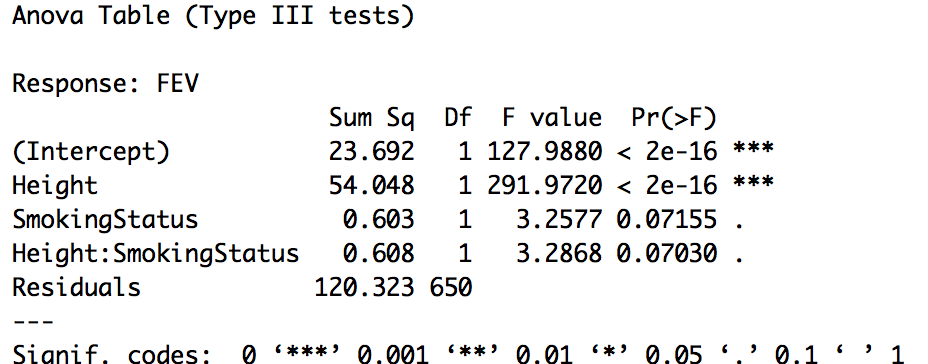 Anova Table (Type III tests)
Response: FEV
                     Sum Sq  Df  F value  Pr(>F)
(Intercept)          23.692   1 127.9880 < 2e-16 ***
Height               54.048   1 291.9720 < 2e-16 ***
SmokingStatus         0.603   1   3.2577 0.07155 .
Height:SmokingStatus  0.608   1   3.2868 0.07030 .
Residuals           120.323 650
---
Signif. codes:  0 ‘***’ 0.001 ‘**’ 0.01 ‘*’ 0.05 ‘.’ 0.1 ‘ ’ 1